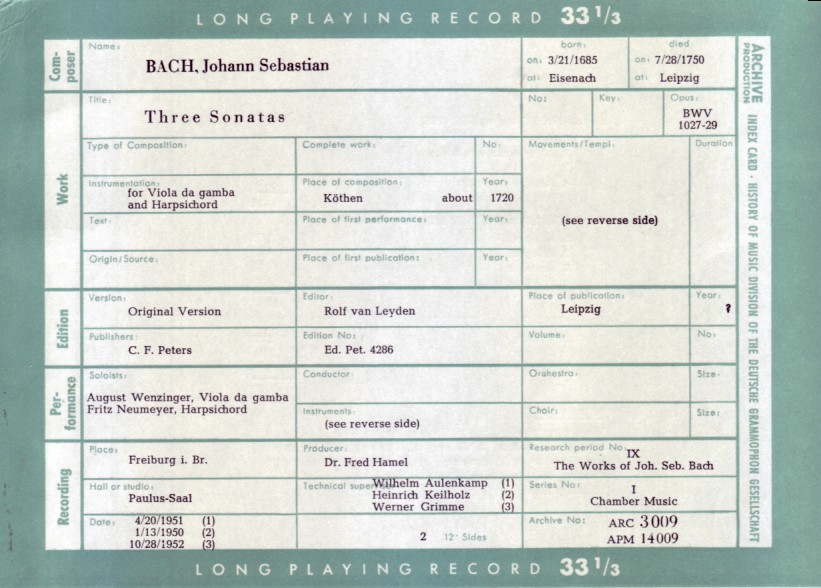 LONG PLAYING RECORD 33 1/3
Composer
Name:
BACH, Johann Sebastian
born:
on: 3/21/1685
at: Eisenach
died
on: 7/28/1750
at: Leipzig
Work
Title:
Three Sonatas
No:
Key:
Opus:
BWV
1027-29
Type of Composition:
Complete work:
No:
Movements/Templ:
Duration
Instrumentation:
for Viola da gamba
and Harpsichord
Place of composition:
Köthen
Year:
about 1720
(see reverse side)
Text:
Place of first performance:
Year:
Origin/Source:
Place of first publication:
Year:
Edition
Version:
Original Version
Editor:
Rolf van Leyden
Place of publication:
Leipzig
Year:
?
Publishers:
C. F. Peters
Edition No:
Ed. Pet. 4286
Volume:
No:
Per-
formance
Soloists:
August Wenzinger, Viola da gamba
Fritz Neumeyer, Harpsichord
Conductor:
Orchestra:
Size:
Instruments:
(see reverse side)
Choir:
Size:
Recording
Place:
Freiburg i. Br.
Producer:
Dr. Fred Hamel
Research period No:
IX
The Works of Joh. Seb. Bach
Hall or studio:
Paulus-Saal
Technical
Wilhelm Aulenkamp (1)
Heinrich Keilholz (2)
Werner Grimme (3)
Series No:
I
Chamber Music
Date:
4/20/1951 (1)
1/13/1950 (2)
10/28/1952 (3)
2 12" Sides
Archive No:
ARC 3009
APM 14009
ARCHIVE PRODUCTION
INDEX CARD · HISTORY OF MUSIC DIVISION OF THE DEUTSCHE GRAMMOPHON GESELLSCHAFT
LONG PLAYING RECORD 33 1/3